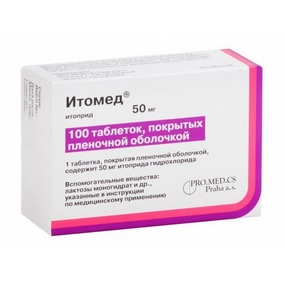 Итомед®
итоприд
50 мг
100 таблеток, покрытых
пленочной оболочкой
1 таблетка, покрытая пленочной оболочкой,
содержит 50 мг итоприда гидрохлорида
Вспомогательные вещества:
лактозы моногидрат и др.,
указанные в инструкции
по медицинскому применению
PRO.MED.CS
Praha a.s.